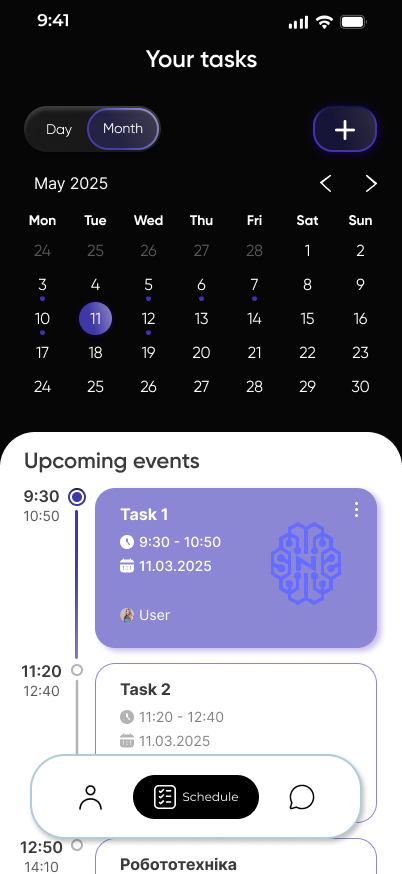 9:41
Your tasks
Day Month
May 2025
Mon Tue Wed Thu Fri Sat Sun
24 25 26 27 28 1 2
3 4 5 6 7 8 9
10 11 12 13 14 15 16
17 18 19 20 21 22 23
24 25 26 27 28 29 30
Upcoming events
9:30
10:50
Task 1
9:30 - 10:50
11.03.2025
User
SNS
11:20
12:40
Task 2
11:20 - 12:40
11.03.2025
Schedule
12:50
14:10
Робототехніка